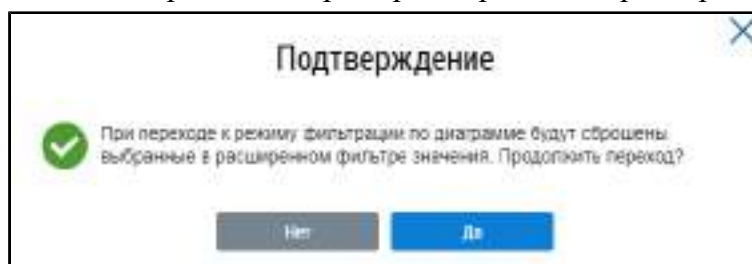 Подтверждение
При переходе к режиму фильтрации по диаграмме будут сброшены
выбранные в расширенном фильтре значения. Продолжить переход?
Нет
Да